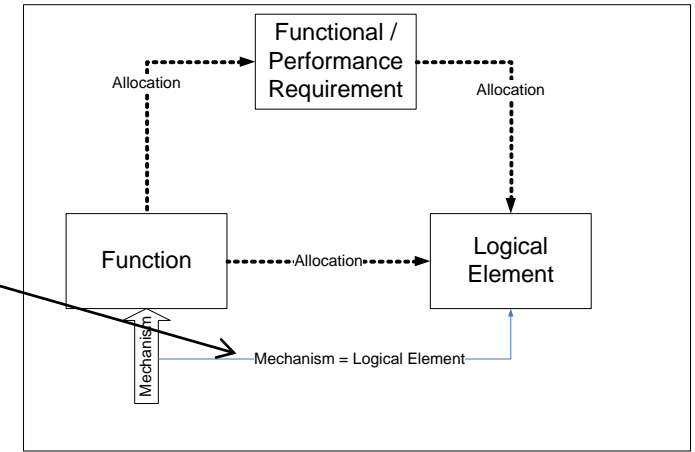 Functional /
Performance
Requirement
Allocation
Allocation
Function
Allocation
Logical
Element
Mechanism
Mechanism = Logical Element